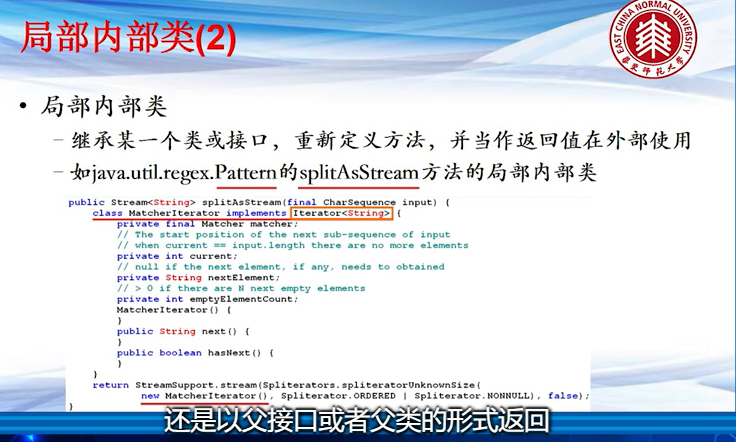 局部内部类(2)
EAST CHINA NORMAL UNIVERSITY
華東師範大學
• 局部内部类
– 继承某一个类或接口，重新定义方法，并当作返回值在外部使用
– 如java.util.regex.Pattern的splitAsStream方法的局部内部类
public Stream<String> splitAsStream(final CharSequence input) {
class MatcherIterator implements Iterator<String> {
private final Matcher matcher;
// The start position of the next sub-sequence of input
// when current == input.length there are no more elements
private int current;
// null if the next element, if any, needs to obtained
private String nextElement;
// > 0 if there are N next empty elements
private int emptyElementCount;
MatcherIterator() {
}
public String next() {
}
public boolean hasNext() {
}
}
return StreamSupport.stream(Spliterators.spliteratorUnknownSize(
new MatcherIterator(), Spliterator.ORDERED | Spliterator.NONNULL), false);
}
还是以父接口或者父类的形式返回